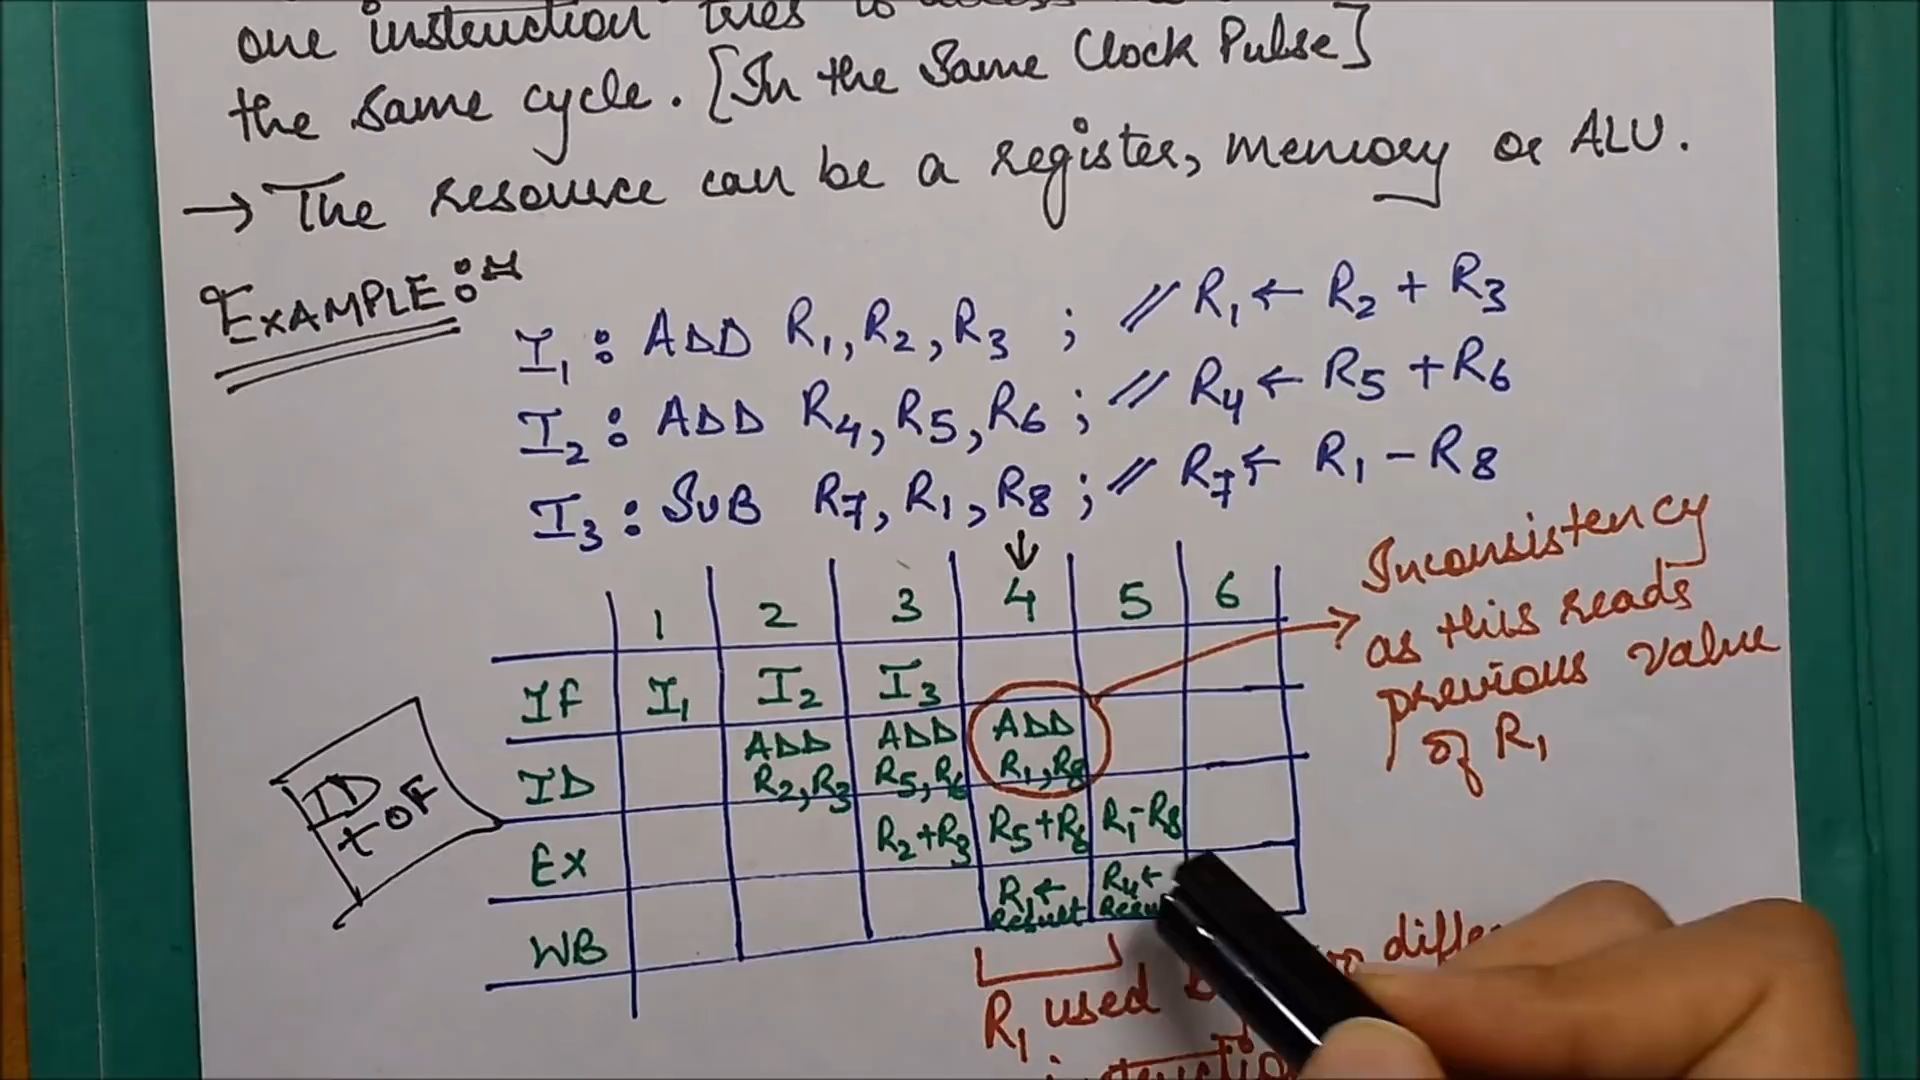 one instruction tries to access
the same cycle. [In the Same Clock Pulse]
→ The resource can be a register, memory or ALU.
EXAMPLE:-
I1 : ADD R1, R2, R3 ; // R1 ← R2 + R3
I2 : ADD R4, R5, R6 ; // R4 ← R5 + R6
I3 : SUB R7, R1, R8 ; // R7 ← R1 - R8
↓
1 2 3 4 5 6
IF I1 I2 I3
ID ADD R2, R3 ADD R5, R6 ADD R1, R8
EX R2+R3 R5+R6 R1-R8
WB R1← Result R4←
ID
+ OF
Inconsistency
as this reads
previous value
of R1
R1 used